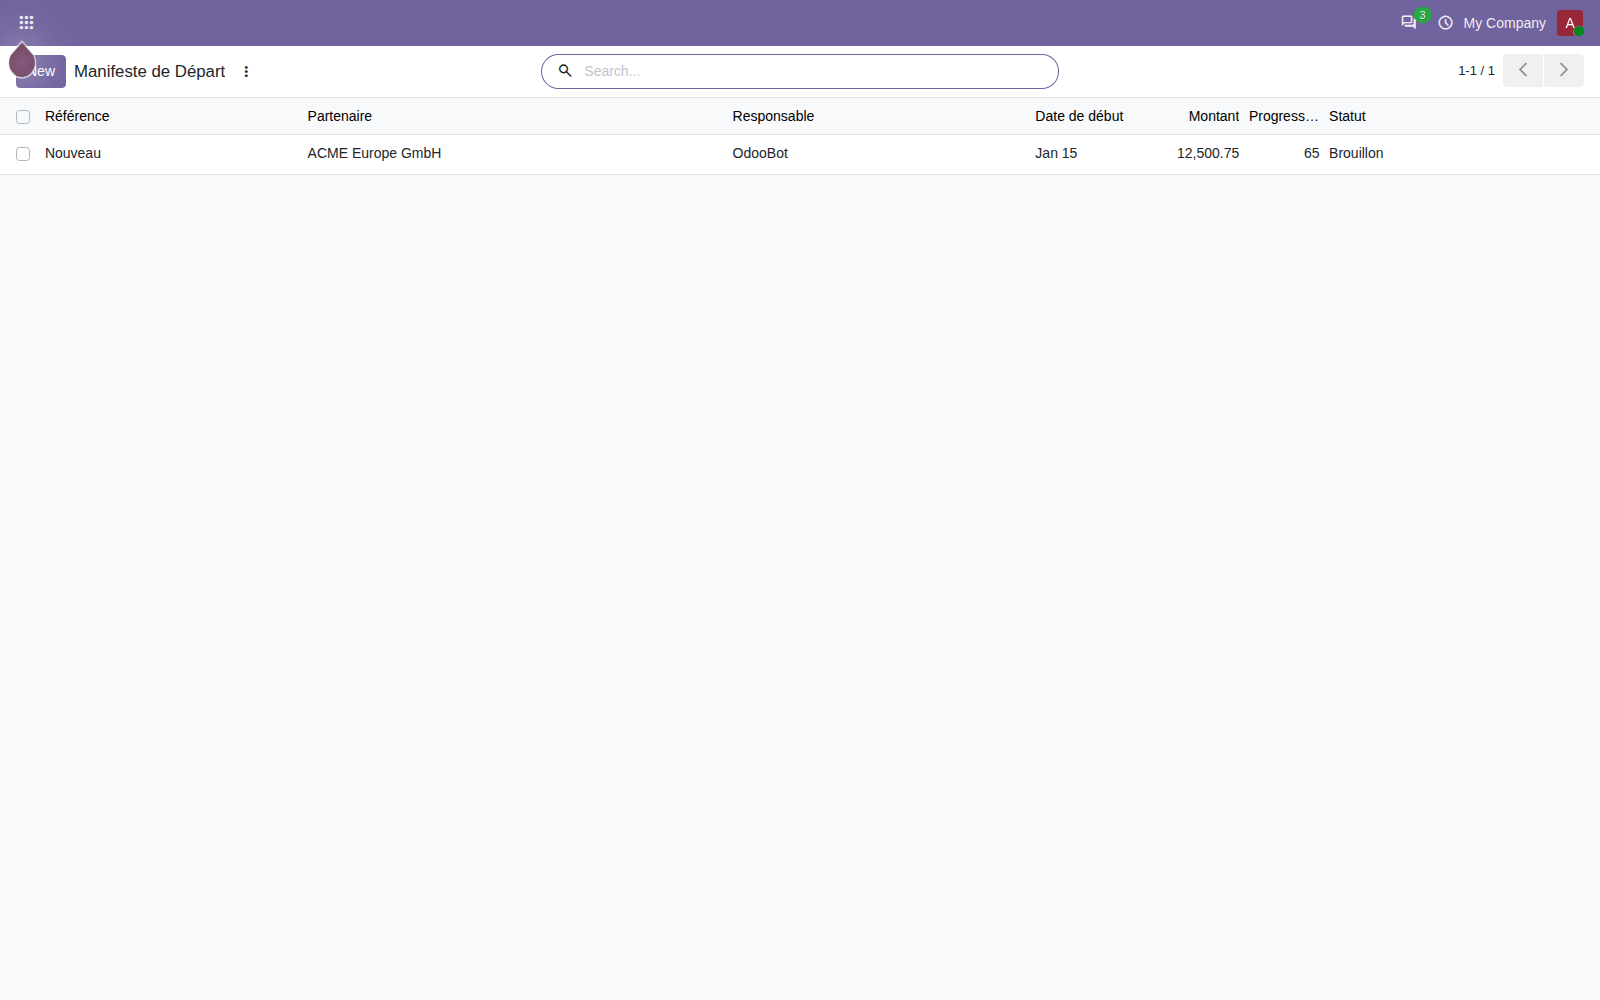 3 My Company A
New Manifeste de Départ Search... 1-1 / 1
Référence Partenaire Responsable Date de début Montant Progress... Statut
Nouveau ACME Europe GmbH OdooBot Jan 15 12,500.75 65 Brouillon